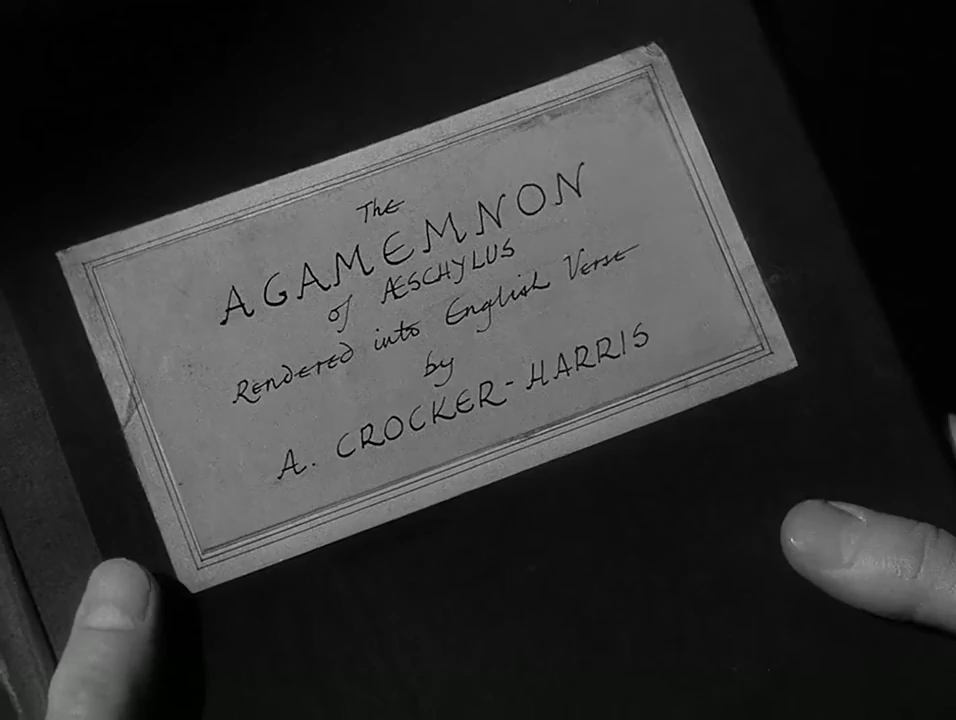 The
AGAMEMNON
of ÆSCHYLUS
Rendered into English Verse
by
A. CROCKER-HARRIS